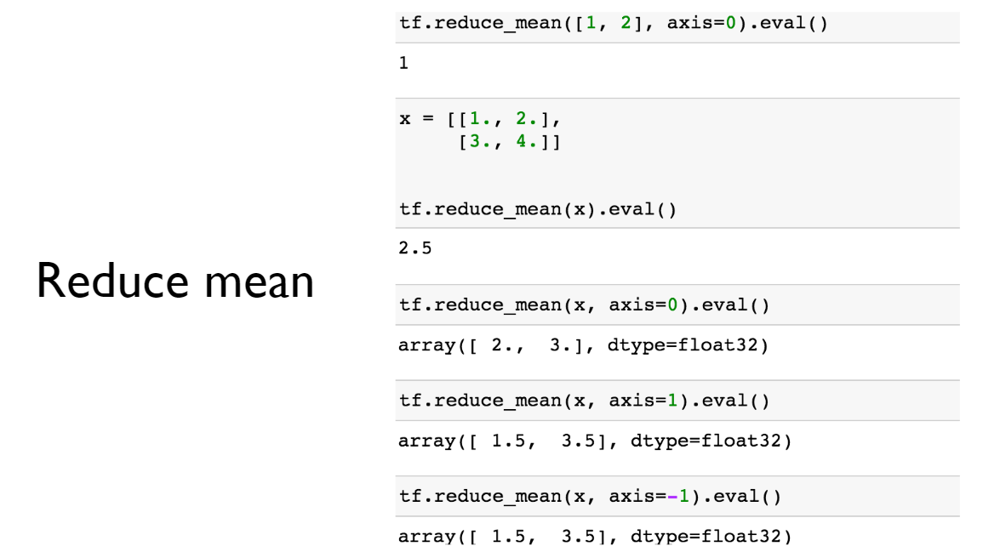 Reduce mean
tf.reduce_mean([1, 2], axis=0).eval()
1
x = [[1., 2.],
     [3., 4.]]
tf.reduce_mean(x).eval()
2.5
tf.reduce_mean(x, axis=0).eval()
array([ 2.,  3.], dtype=float32)
tf.reduce_mean(x, axis=1).eval()
array([ 1.5,  3.5], dtype=float32)
tf.reduce_mean(x, axis=-1).eval()
array([ 1.5,  3.5], dtype=float32)